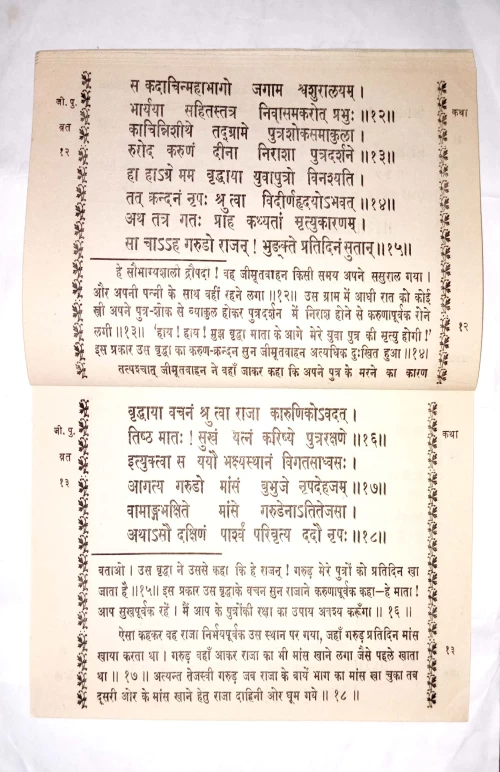 स कदाचिन्महाभागो जगाम श्वशुरालयम् ।
जी. पु.
कथा
भार्यया सहितस्तत्र निवासमकरोत् प्रभुः ॥१२॥
व्रत
काचिन्निशीथे तद्ग्रामे पुत्रशोकसमाकुला ।
१२
रुरोद करुणं दीना निराशा पुत्रदर्शने ॥१३॥
हा हाऽग्रे मम वृद्धाया युवापुत्रो विनश्यति ।
तत् क्रन्दनं नृपः श्रुत्वा विदीर्णहृदयोऽभवत् ॥१४॥
अथ तत्र गतः प्राह कथ्यतां मृत्युकारणम् ।
सा चाऽऽह गरुडो राजन् ! भुङ्क्ते प्रतिदिनं सुतान् ॥१५॥
हे सौभाग्यशालो द्रौपदी ! वह जीमूतवाहन किसी समय अपने ससुराल गया ।
और अपनी पत्नी के साथ वहीं रहने लगा ॥१२॥ उस ग्राम में आधी रात को कोई
स्त्री अपने पुत्र-शोक से व्याकुल होकर पुत्रदर्शन में निराश होने से करुणापूर्वक रोने
लगी ॥१३॥ 'हाय ! हाय ! मुझ वृद्धा माता के आगे मेरे युवा पुत्र की मृत्यु होगी !'
१२
इस प्रकार उस वृद्धा का करुण-क्रन्दन सुन जीमूतवाहन अत्यधिक दुःखित हुआ ॥१४॥
तत्पश्चात् जीमूतवाहन ने वहाँ जाकर कहा कि अपने पुत्र के मरने का कारण
वृद्धाया वचनं श्रुत्वा राजा कारुणिकोऽवदत् ।
जी. पु.
कथा
तिष्ठ मातः ! सुखं यत्नं करिष्ये पुत्ररक्षणे ॥१६॥
व्रत
इत्युक्त्वा स ययौ भक्ष्यस्थानं विगतसाध्वसः ।
१३
आगत्य गरुडो मांसं बुभुजे नृपदेहजम् ॥१७॥
वामाङ्गभक्षिते मांसे गरुडेनाऽतितेजसा ।
अथाऽसौ दक्षिणं पार्श्वं परिवृत्य ददौ नृपः ॥१८॥
बताओ । उस वृद्धा ने उससे कहा कि हे राजन् ! गरुड़ मेरे पुत्रों को प्रतिदिन खा
जाता है ॥१५॥ इस प्रकार उस वृद्धाके वचन सुन राजाने करुणापूर्वक कहा—हे माता !
आप सुखपूर्वक रहें । मैं आप के पुत्रोंकी रक्षा का उपाय अवश्य करूँगा ॥ १६ ॥
ऐसा कहकर वह राजा निर्भयपूर्वक उस स्थान पर गया, जहाँ गरुड़ प्रतिदिन मांस
१३
खाया करता था । गरुड़ वहाँ आकर राजा का भी मांस खाने लगा जैसे पहले खाता
था ॥ १७ ॥ अत्यन्त तेजस्वी गरुड़ जब राजा के बायें भाग का मांस खा चुका तब
दूसरी ओर के मांस खाने हेतु राजा दाहिनी ओर घूम गये ॥ १८ ॥